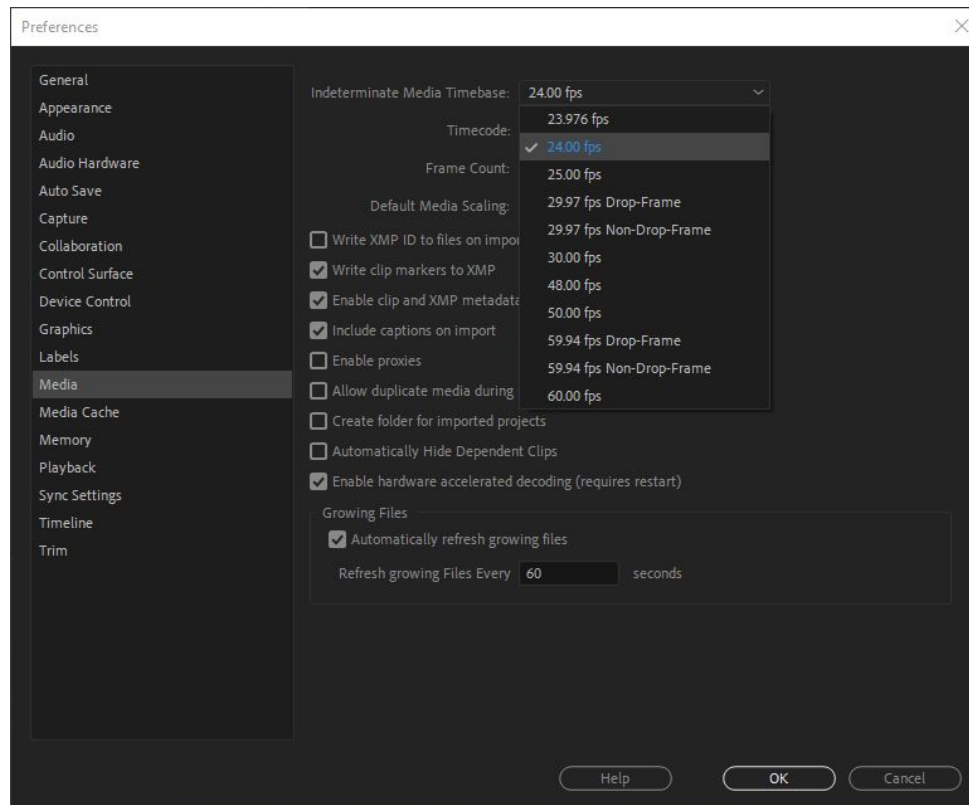 Preferences
General
Appearance
Audio
Audio Hardware
Auto Save
Capture
Collaboration
Control Surface
Device Control
Graphics
Labels
Media
Media Cache
Memory
Playback
Sync Settings
Timeline
Trim
Indeterminate Media Timebase: 24.00 fps
23.976 fps
24.00 fps
25.00 fps
29.97 fps Drop-Frame
29.97 fps Non-Drop-Frame
30.00 fps
48.00 fps
50.00 fps
59.94 fps Drop-Frame
59.94 fps Non-Drop-Frame
60.00 fps
Timecode:
Frame Count:
Default Media Scaling:
Write XMP ID to files on impo
Write clip markers to XMP
Enable clip and XMP metadata
Include captions on import
Enable proxies
Allow duplicate media during
Create folder for imported projects
Automatically Hide Dependent Clips
Enable hardware accelerated decoding (requires restart)
Growing Files
Automatically refresh growing files
Refresh growing Files Every 60 seconds
Help OK Cancel